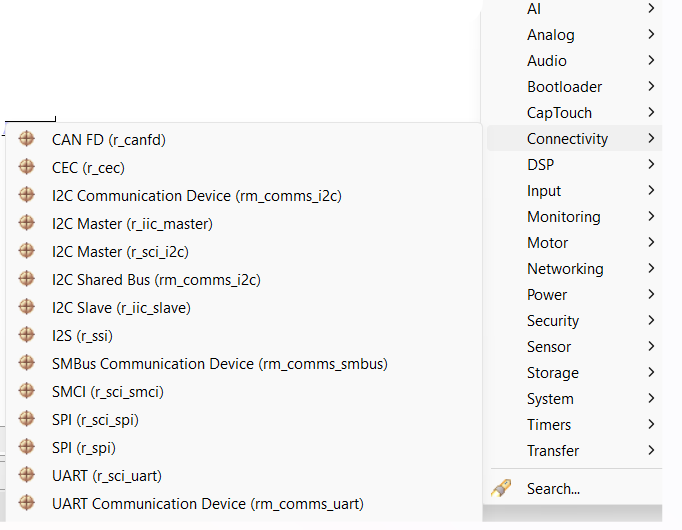 AI
Analog
Audio
Bootloader
CapTouch
Connectivity
DSP
Input
Monitoring
Motor
Networking
Power
Security
Sensor
Storage
System
Timers
Transfer
Search...
CAN FD (r_canfd)
CEC (r_cec)
I2C Communication Device (rm_comms_i2c)
I2C Master (r_iic_master)
I2C Master (r_sci_i2c)
I2C Shared Bus (rm_comms_i2c)
I2C Slave (r_iic_slave)
I2S (r_ssi)
SMBus Communication Device (rm_comms_smbus)
SMCI (r_sci_smci)
SPI (r_sci_spi)
SPI (r_spi)
UART (r_sci_uart)
UART Communication Device (rm_comms_uart)